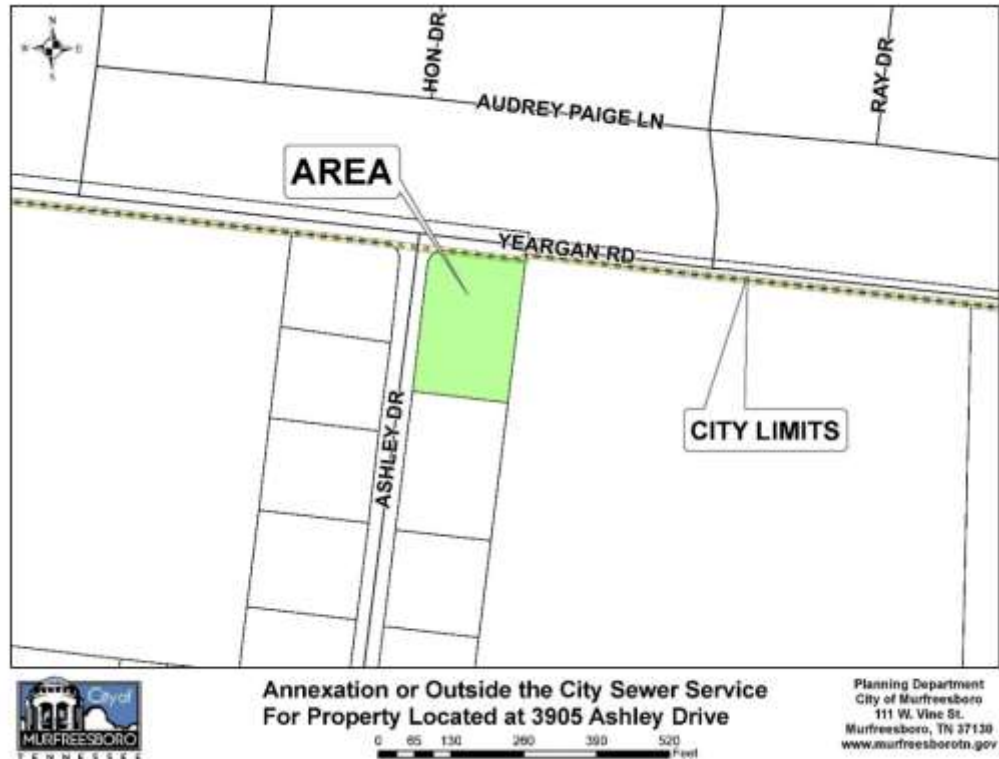 N
W E
S
HON DR
AUDREY PAIGE LN
RAY DR
AREA
YEARGAN RD
ASHLEY DR
CITY LIMITS
City of
MURFREESBORO
TENNESSEE
Annexation or Outside the City Sewer Service
For Property Located at 3905 Ashley Drive
0 65 130 260 390 520
Feet
Planning Department
City of Murfreesboro
111 W. Vine St.
Murfreesboro, TN 37130
www.murfreesborotn.gov